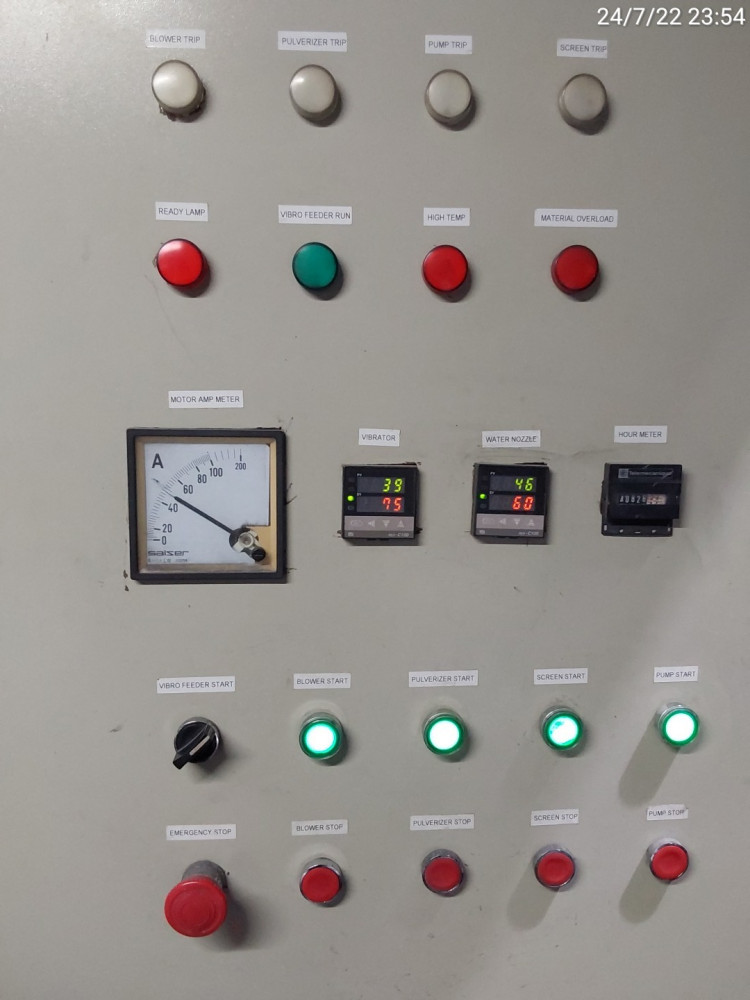 24/7/22 23:54
BLOWER TRIP
PULVERIZER TRIP
PUMP TRIP
SCREEN TRIP
READY LAMP
VIBRO FEEDER RUN
HIGH TEMP
MATERIAL OVERLOAD
MOTOR AMP METER
VIBRATOR
WATER NOZZLE
HOUR METER
A
0
20
40
60
80
100
200
39
75
46
60
VIBRO FEEDER START
BLOWER START
PULVERIZER START
SCREEN START
PUMP START
EMERGENCY STOP
BLOWER STOP
PULVERIZER STOP
SCREEN STOP
PUMP STOP